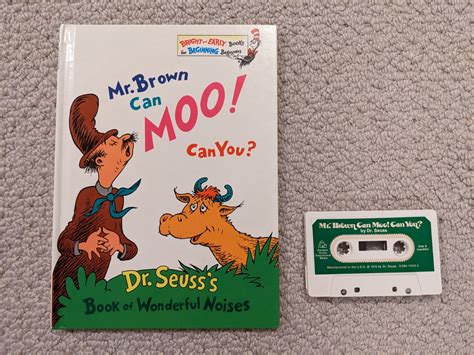 BRIGHT and EARLY Books
for BEGINNING Beginners
Mr. Brown
Can
MOO!
Can You?
Dr. Seuss's
Book of Wonderful Noises
Mr. Brown Can Moo! Can You?
by Dr. Seuss